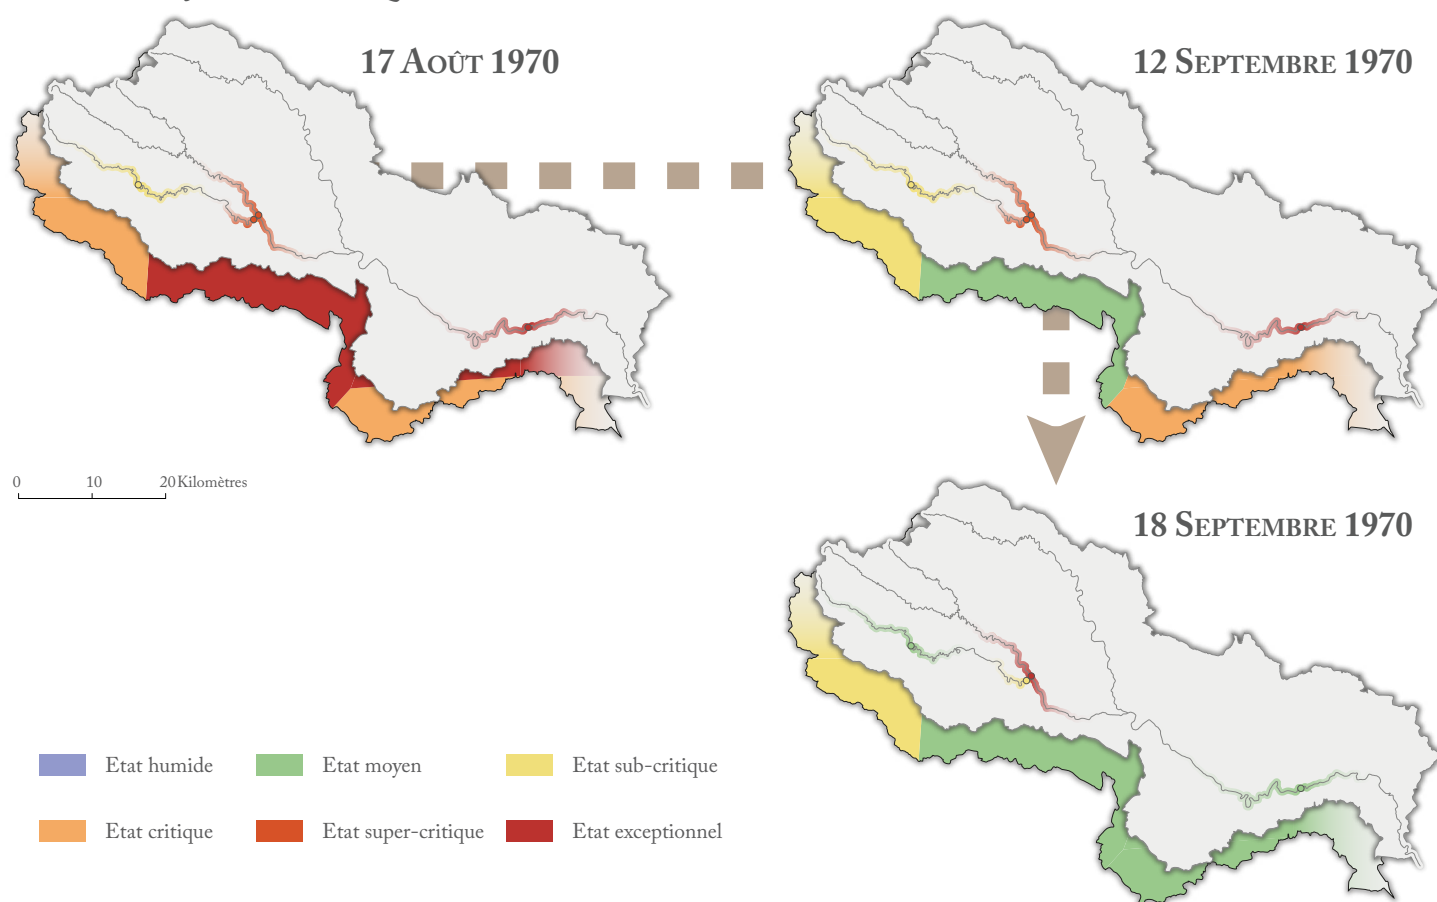 17 AOÛT 1970
12 SEPTEMBRE 1970
0 10 20 Kilomètres
18 SEPTEMBRE 1970
Etat humide
Etat moyen
Etat sub-critique
Etat critique
Etat super-critique
Etat exceptionnel